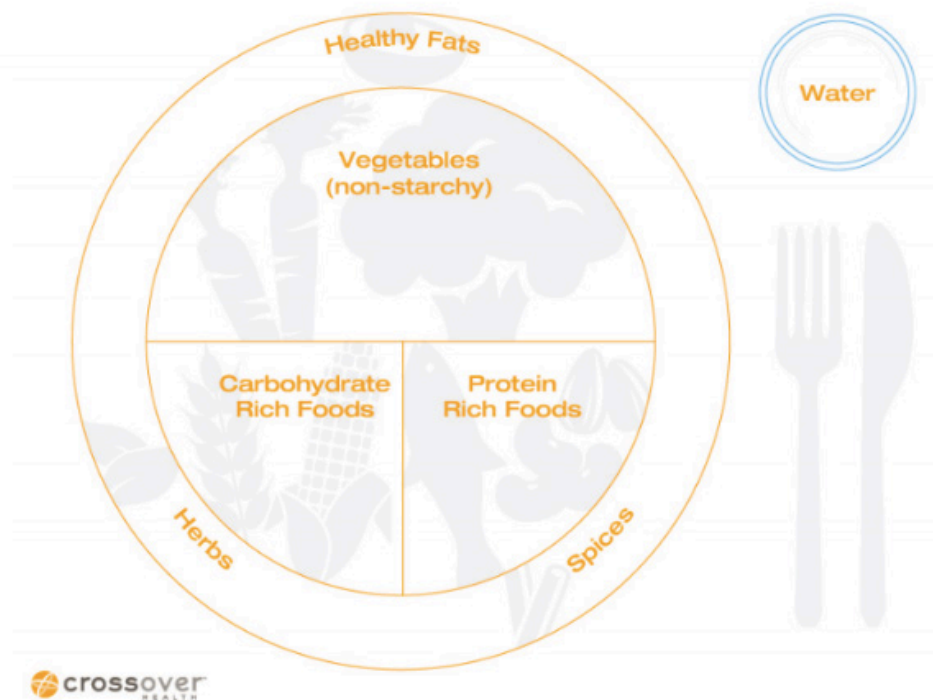 Healthy Fats
Water
Vegetables
(non-starchy)
Carbohydrate
Rich Foods
Protein
Rich Foods
Herbs
Spices
crossover
HEALTH